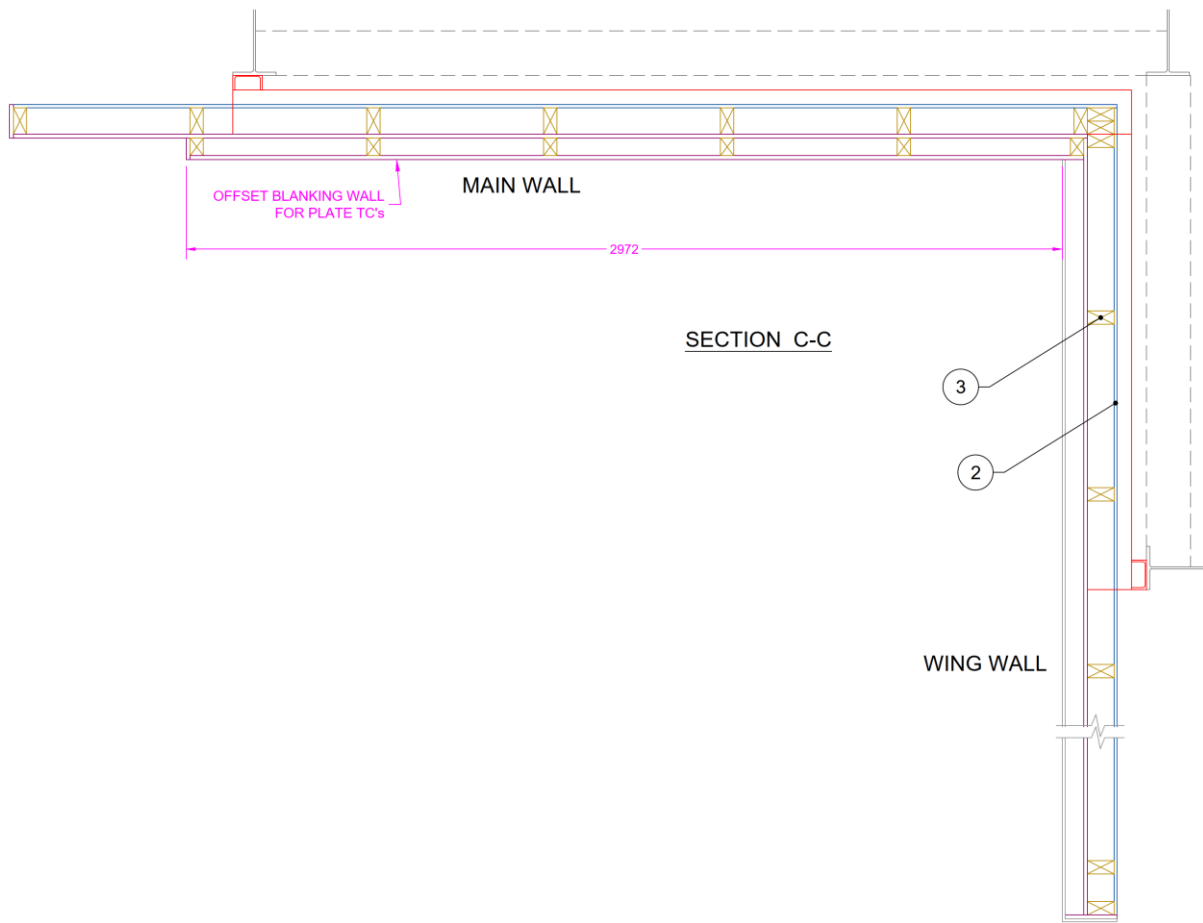 MAIN WALL
OFFSET BLANKING WALL
FOR PLATE TC's
2972
SECTION C-C
3
2
WING WALL